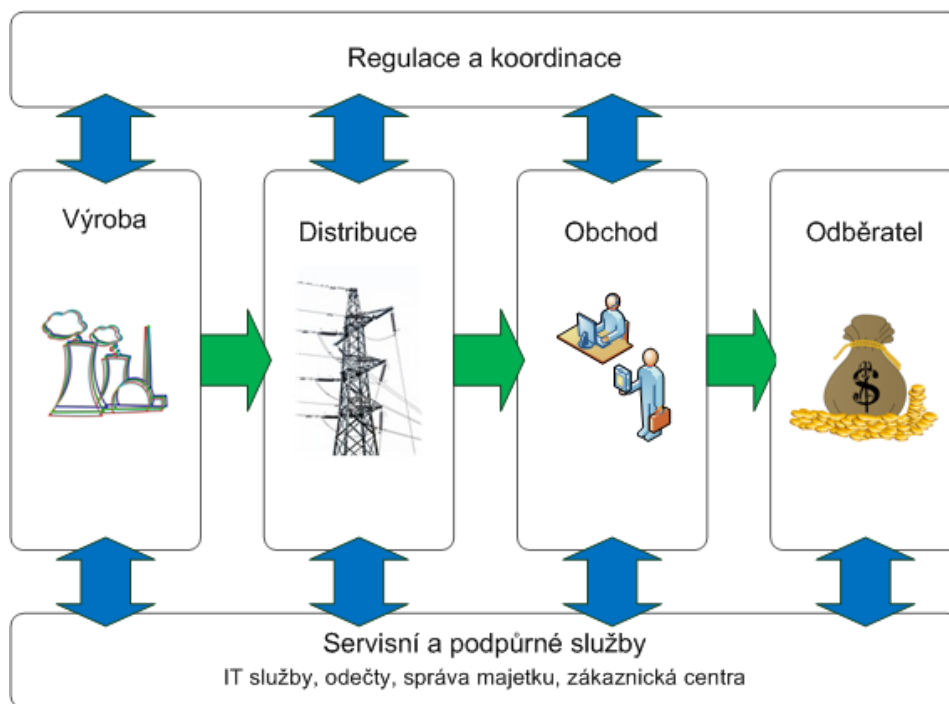 Regulace a koordinace
Výroba
Distribuce
Obchod
Odběratel
$
Servisní a podpůrné služby
IT služby, odečty, správa majetku, zákaznická centra